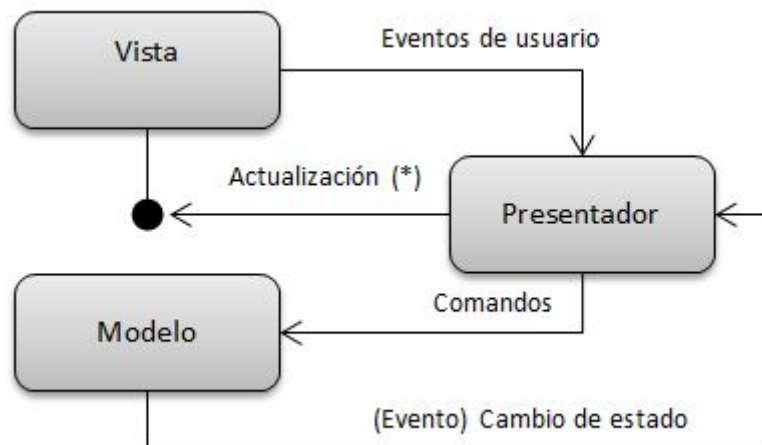 Vista
Eventos de usuario
Actualización (*)
Presentador
Comandos
Modelo
(Evento) Cambio de estado